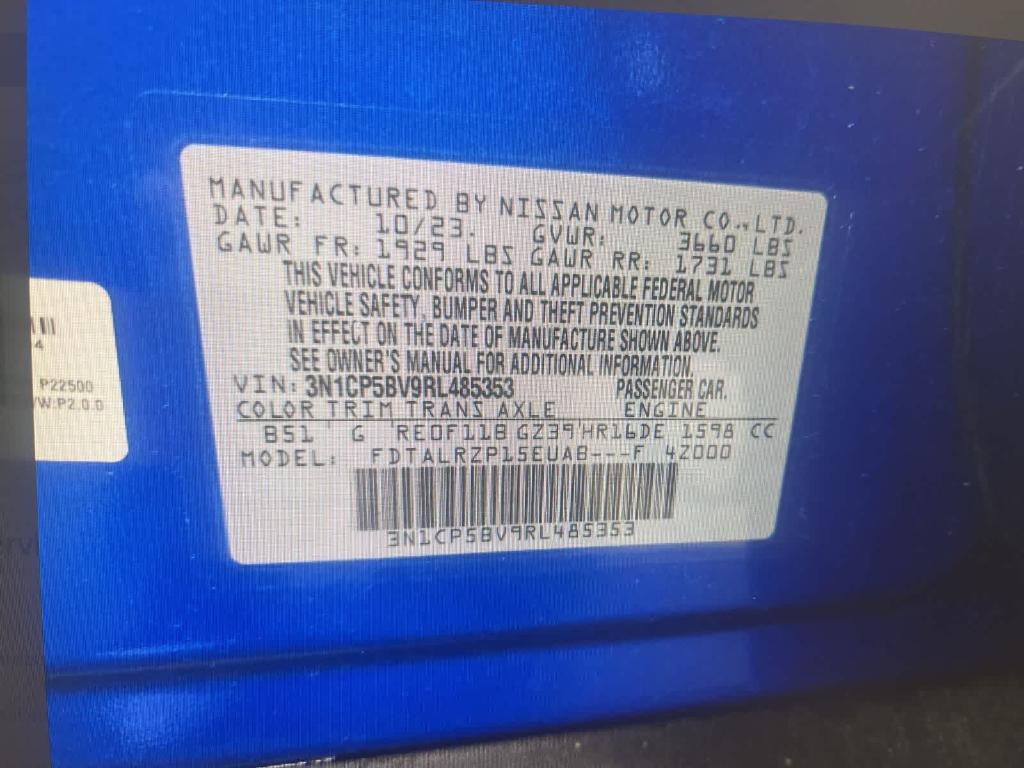 MANUFACTURED BY NISSAN MOTOR CO.,LTD.
DATE: 10/23. GVWR: 3660 LBS
GAWR FR: 1929 LBS GAWR RR: 1731 LBS
THIS VEHICLE CONFORMS TO ALL APPLICABLE FEDERAL MOTOR
VEHICLE SAFETY, BUMPER AND THEFT PREVENTION STANDARDS
IN EFFECT ON THE DATE OF MANUFACTURE SHOWN ABOVE.
SEE OWNER'S MANUAL FOR ADDITIONAL INFORMATION.
VIN: 3N1CP5BV9RL485353 PASSENGER CAR.
COLOR TRIM TRANS AXLE ENGINE
B51 G RE0F11B GZ39 HR16DE 1598 CC
MODEL: FDTALRZP15EUAB---F 4Z000
3N1CP5BV9RL485353
4
P22500
/W:P2.0.0